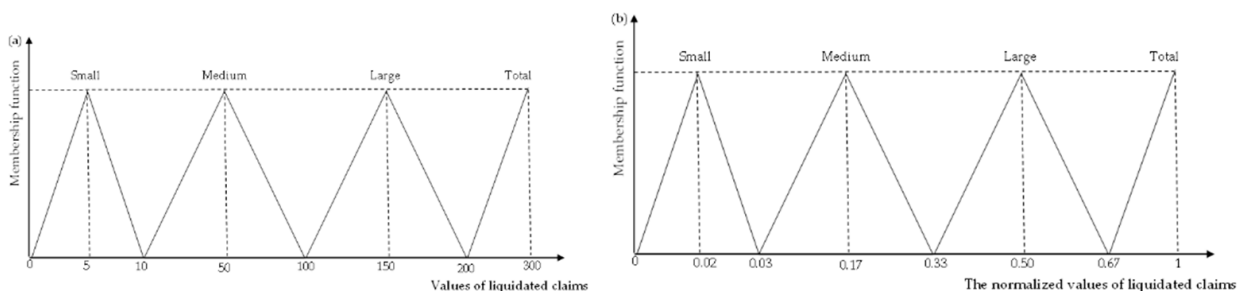 (a)
Small Medium Large Total
Membership function
0 5 10 50 100 150 200 300
Values of liquidated claims
(b)
Small Medium Large Total
Membership function
0 0.02 0.03 0.17 0.33 0.50 0.67 1
The normalized values of liquidated claims